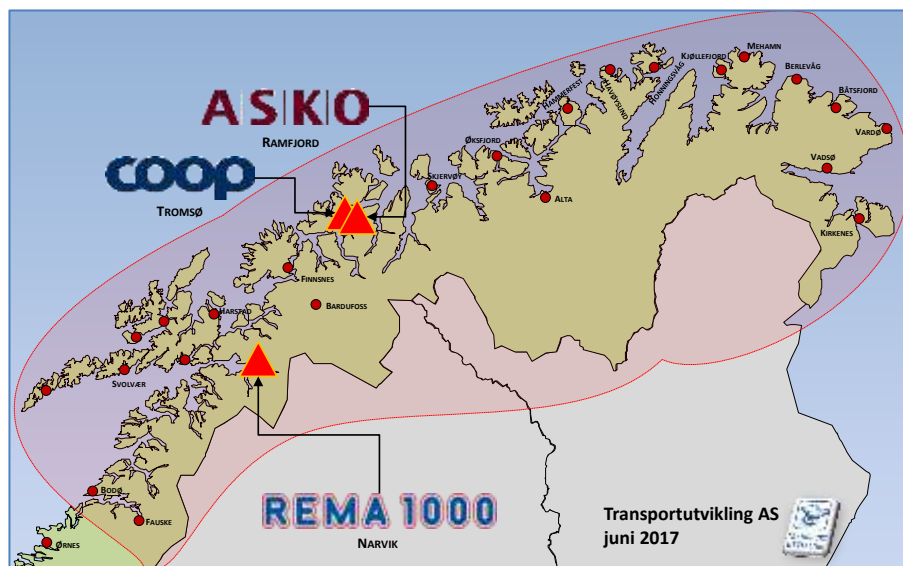 MEHAMN
KJØLLEFJORD
BERLEVÅG
HONNINGSVÅG
HAVØYSUND
HAMMERFEST
BÅTSFJORD
VARDØ
A|S|K|O
RAMFJORD
ØKSFJORD
VADSØ
coop
SKJERVØY
TROMSØ
ALTA
KIRKENES
FINNSNES
BARDUFOSS
HARSTAD
SVOLVÆR
BODØ
REMA 1000
FAUSKE
NARVIK
ØRNES
Transportutvikling AS
juni 2017